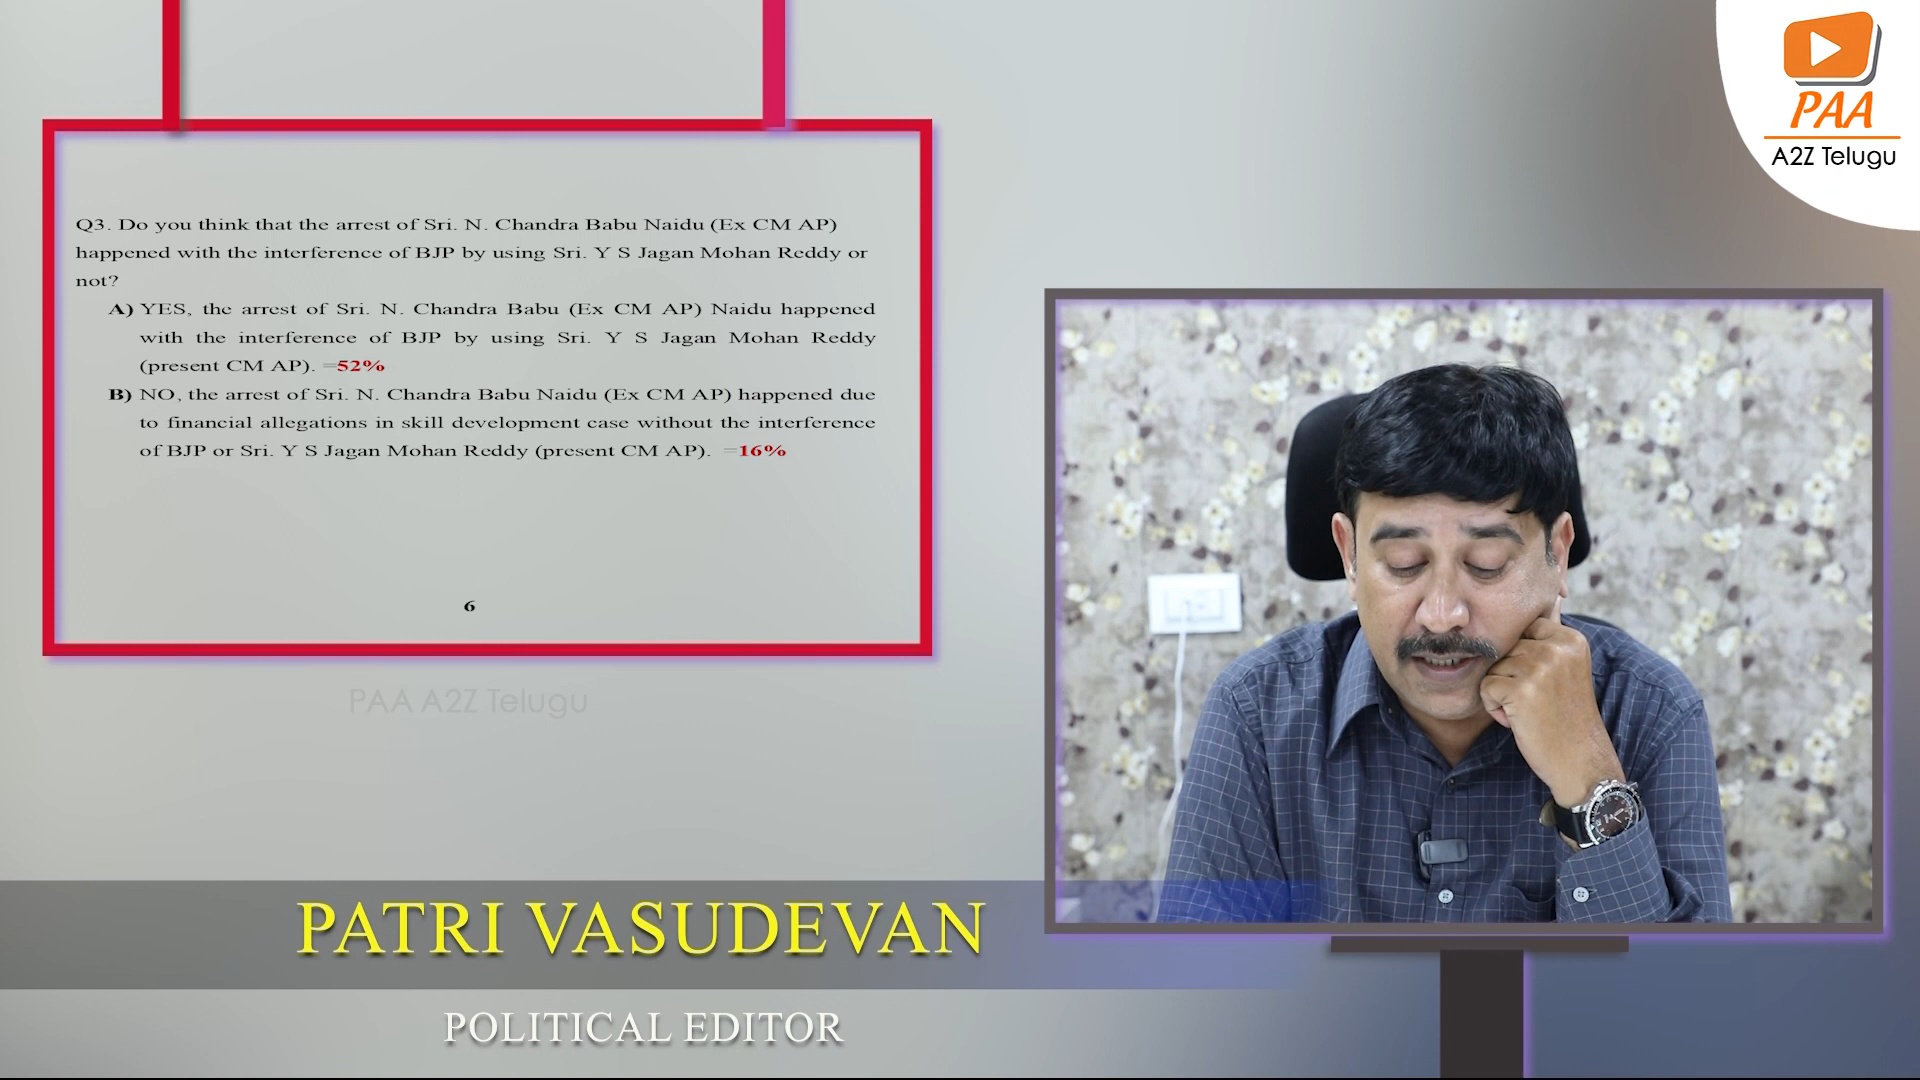 PAA
A2Z Telugu
Q3. Do you think that the arrest of Sri. N. Chandra Babu Naidu (Ex CM AP)
happened with the interference of BJP by using Sri. Y S Jagan Mohan Reddy or
not?
A) YES, the arrest of Sri. N. Chandra Babu (Ex CM AP) Naidu happened
with the interference of BJP by using Sri. Y S Jagan Mohan Reddy
(present CM AP). =52%
B) NO, the arrest of Sri. N. Chandra Babu Naidu (Ex CM AP) happened due
to financial allegations in skill development case without the interference
of BJP or Sri. Y S Jagan Mohan Reddy (present CM AP). =16%
6
PAA A2Z Telugu
PATRI VASUDEVAN
POLITICAL EDITOR